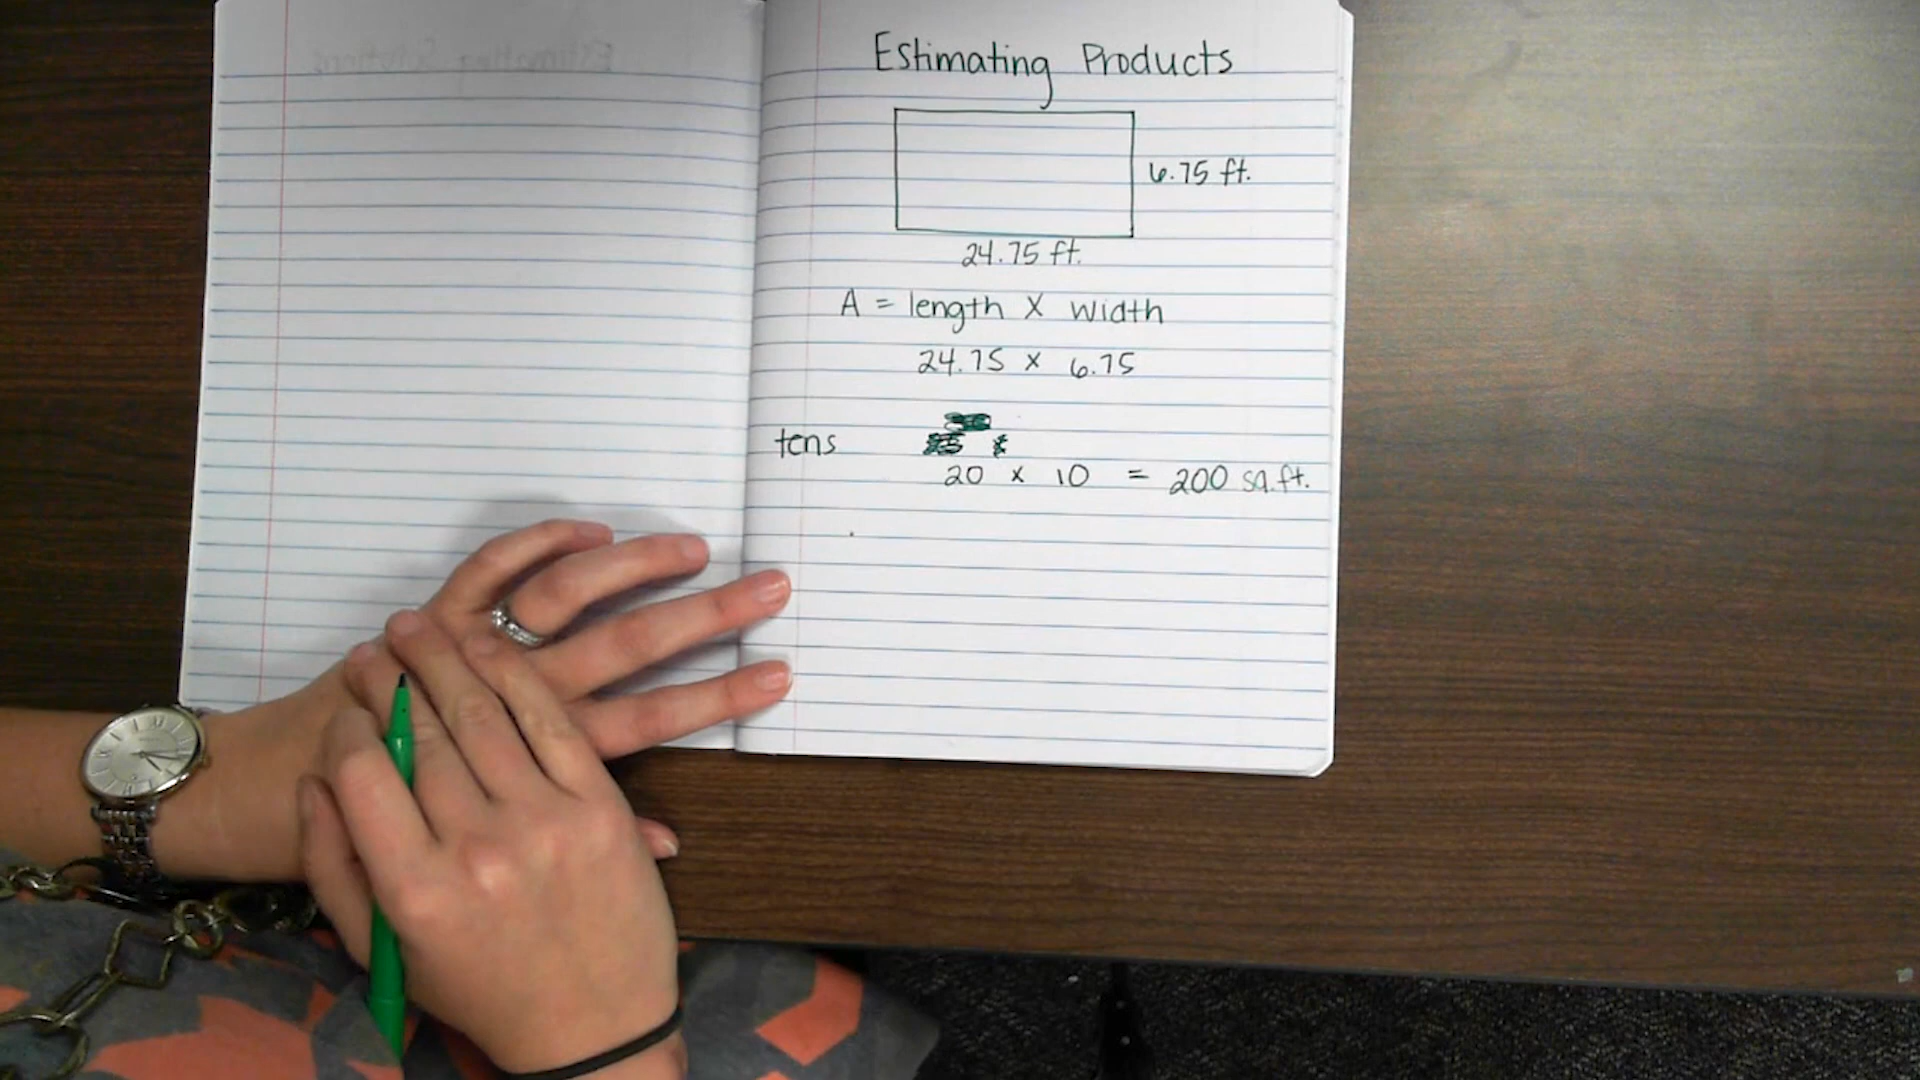 Estimating Products
6.75 ft.
24.75 ft.
A = length x width
24.75 x 6.75
tens
20 x 10 = 200 sq.ft.